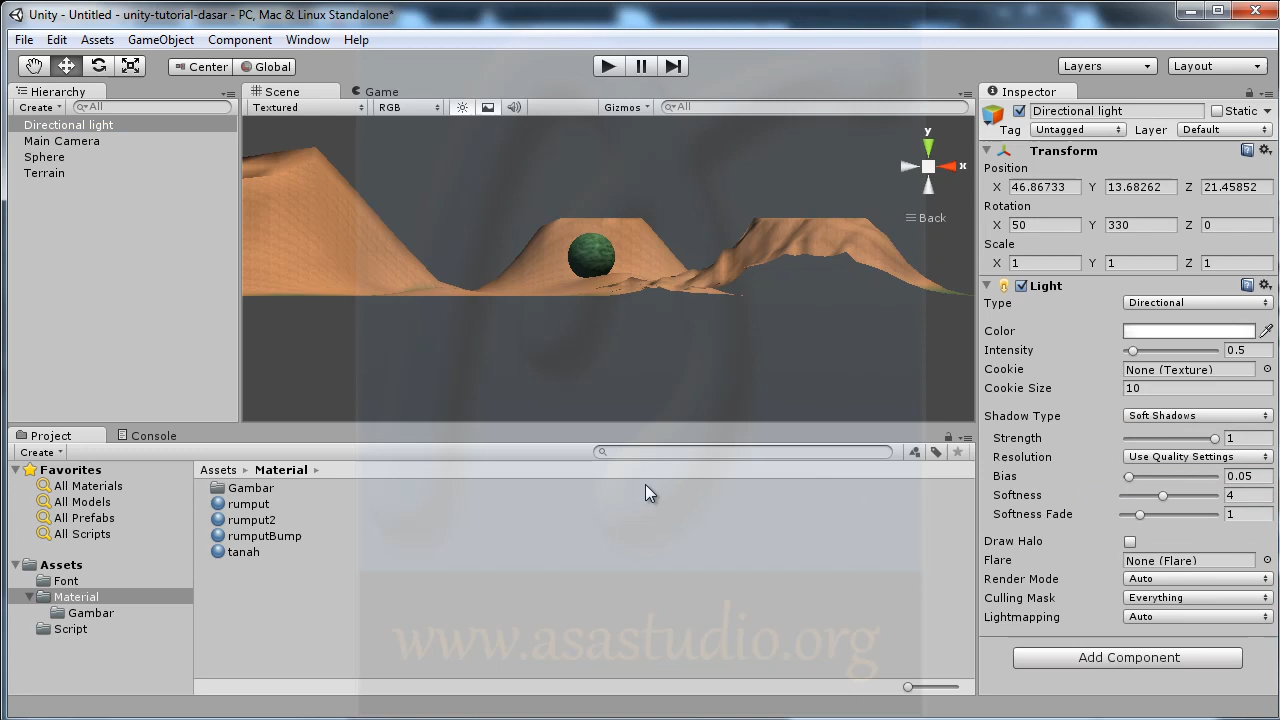 Unity - Untitled - unity-tutorial-dasar - PC, Mac & Linux Standalone*
File Edit Assets GameObject Component Window Help
Center Global Layers Layout
Hierarchy Scene Game Inspector
Create All Textured RGB Gizmos All
Directional light Static
Tag Untagged Layer Default
Directional light
Main Camera
Sphere
Terrain
y
x
Back
Transform
Position
X 46.86733 Y 13.68262 Z 21.45852
Rotation
X 50 Y 330 Z 0
Scale
X 1 Y 1 Z 1
Light
Type Directional
Color
Intensity 0.5
Cookie None (Texture)
Cookie Size 10
Shadow Type Soft Shadows
Strength 1
Resolution Use Quality Settings
Bias 0.05
Softness 4
Softness Fade 1
Draw Halo
Flare None (Flare)
Render Mode Auto
Culling Mask Everything
Lightmapping Auto
Add Component
Project Console
Create
Favorites
All Materials
All Models
All Prefabs
All Scripts
Assets
Font
Material
Gambar
Script
Assets Material
Gambar
rumput
rumput2
rumputBump
tanah
www.asastudio.org